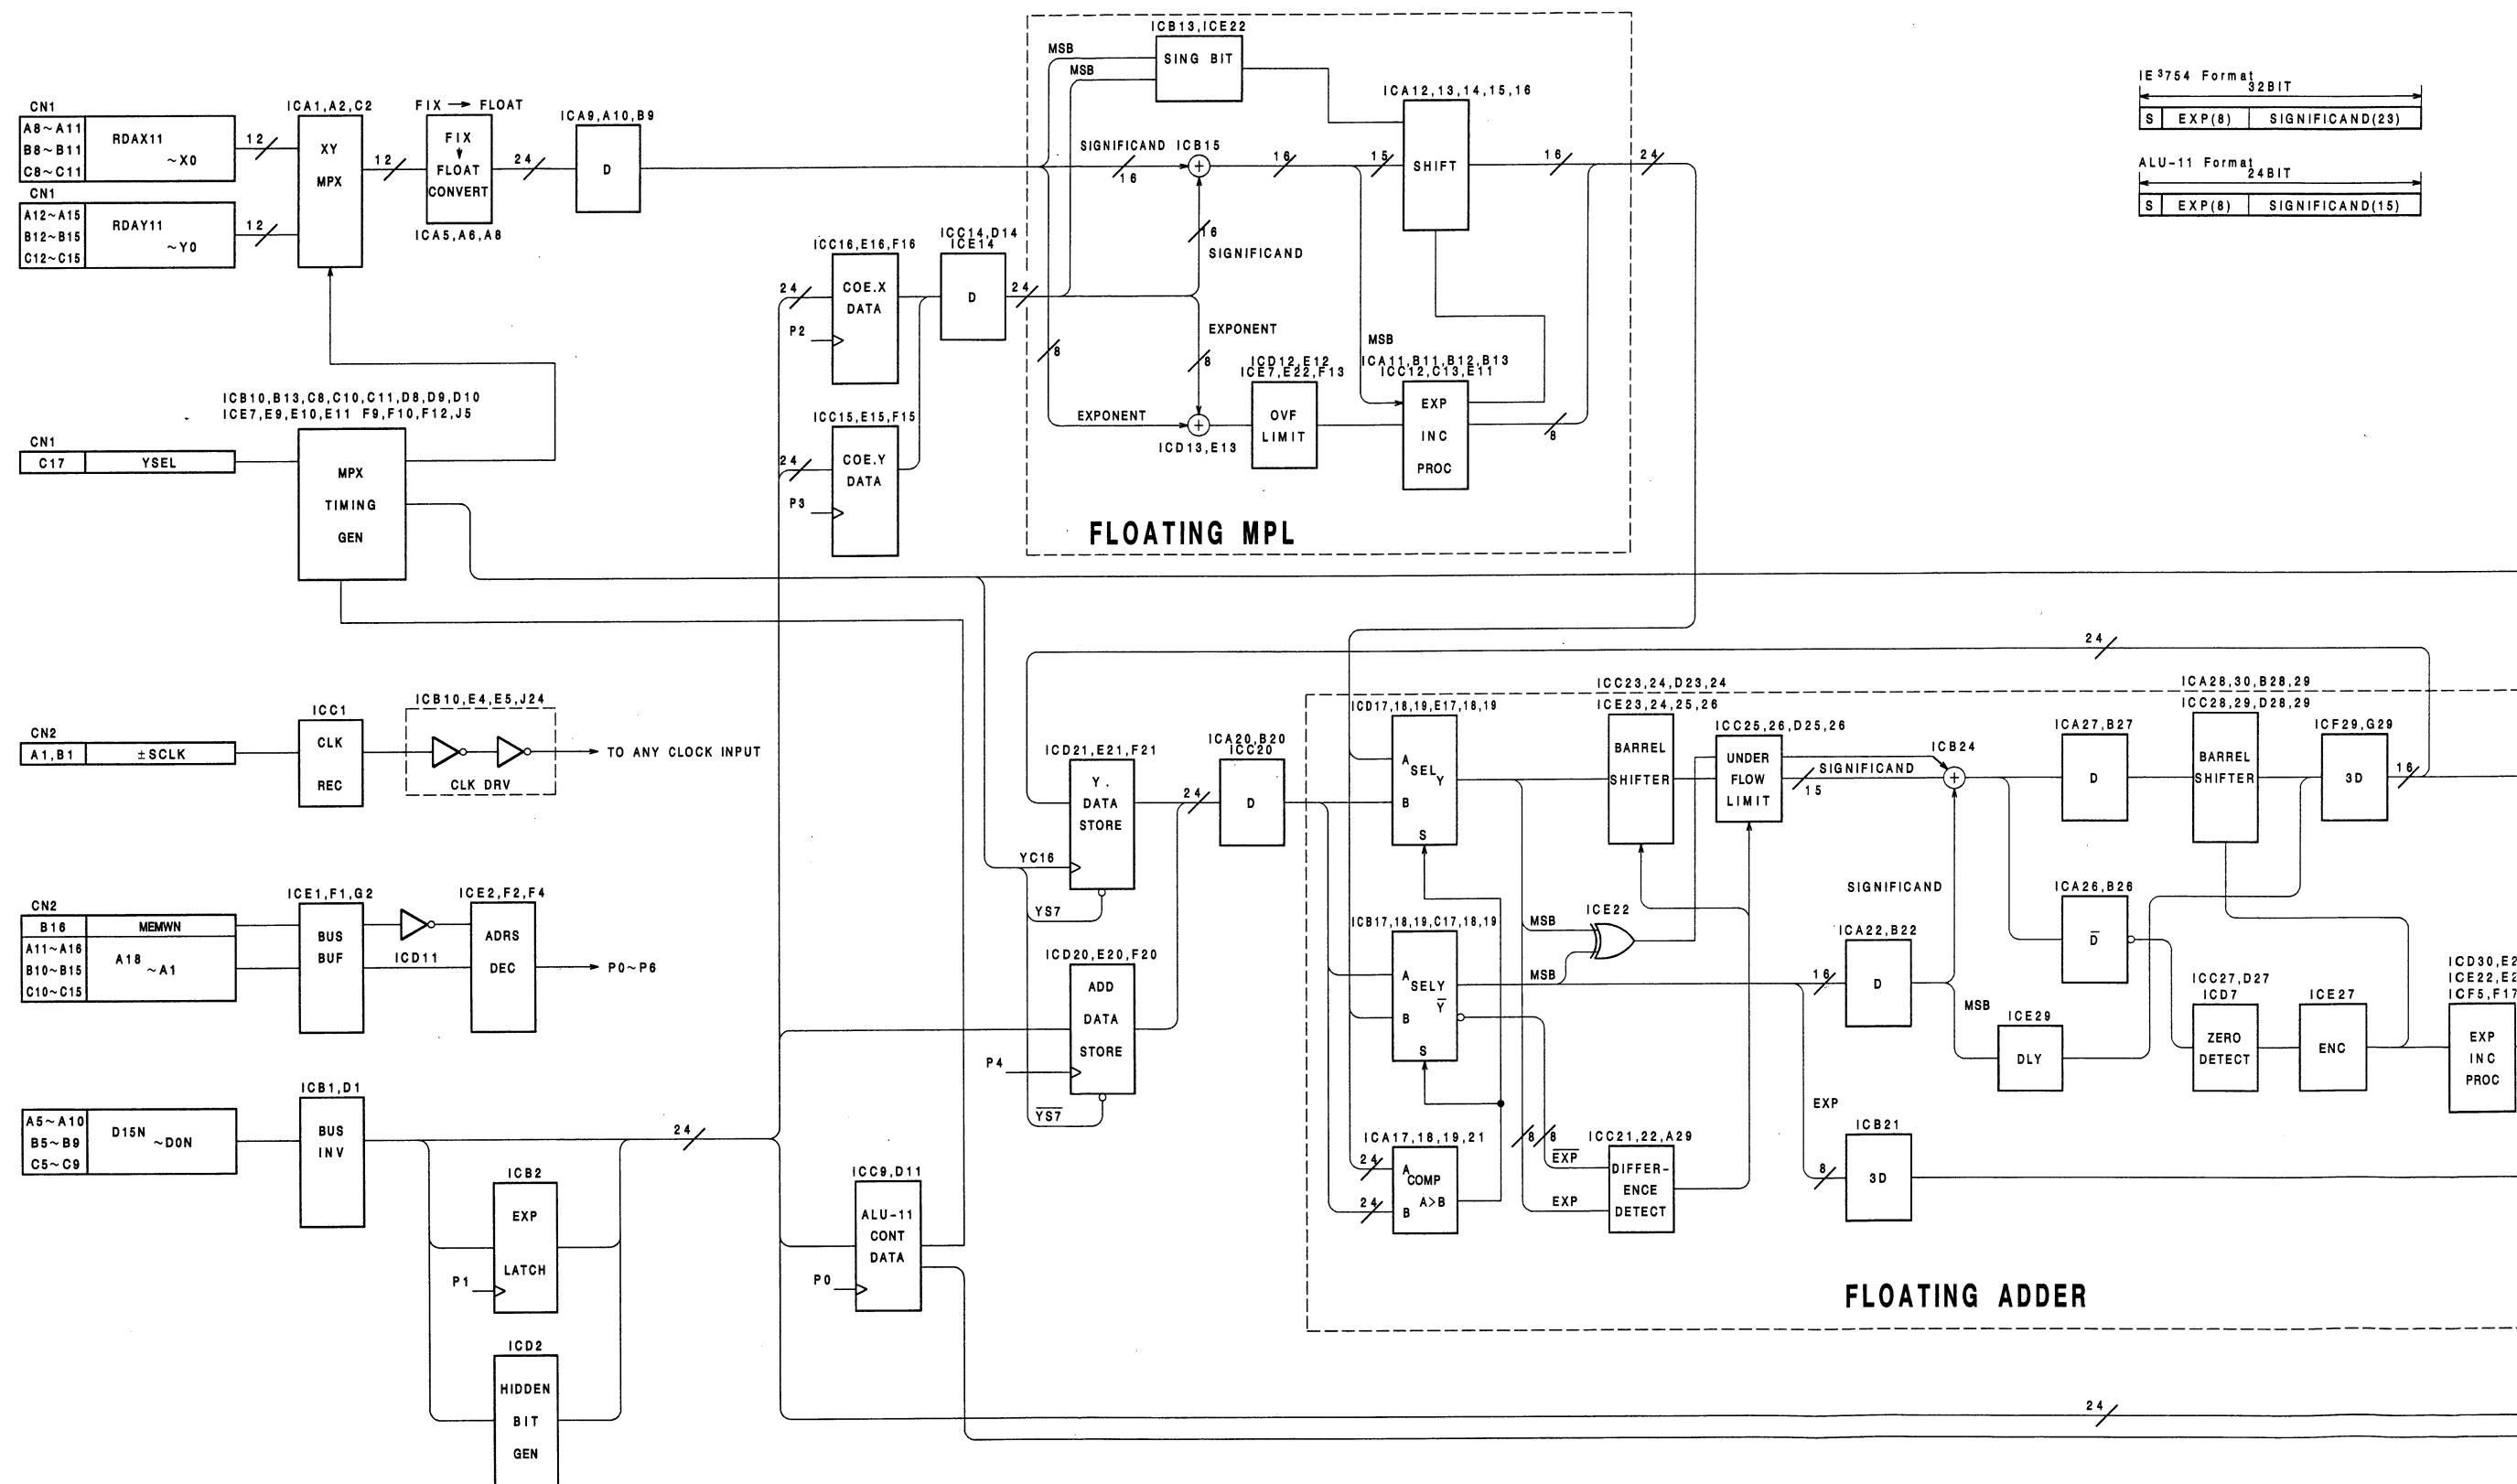 CN1
A8~A11
B8~B11
C8~C11
RDAX11
~X0
12
CN1
A12~A15
B12~B15
C12~C15
RDAY11
~Y0
12
ICA1,A2,C2
XY
MPX
12
FIX → FLOAT
FIX
↓
FLOAT
CONVERT
ICA5,A6,A8
24
ICA9,A10,B9
D
ICB10,B13,C8,C10,C11,D8,D9,D10
ICE7,E9,E10,E11 F9,F10,F12,J5
CN1
C17
YSEL
MPX
TIMING
GEN
ICC16,E16,F16
24
COE.X
DATA
P2
ICC15,E15,F15
24
COE.Y
DATA
P3
ICC14,D14
ICE14
D
24
ICB13,ICE22
MSB
MSB
SING BIT
SIGNIFICAND ICB15
16
16
15
16
SIGNIFICAND
ICA12,13,14,15,16
SHIFT
16
24
8
EXPONENT
8
EXPONENT
ICD13,E13
ICD12,E12
ICE7,E22,F13
OVF
LIMIT
MSB
ICA11,B11,B12,B13
ICC12,C13,E11
EXP
INC
PROC
8
FLOATING MPL
IE³754 Format
32BIT
S
EXP(8)
SIGNIFICAND(23)
ALU-11 Format
24BIT
S
EXP(8)
SIGNIFICAND(15)
CN2
A1,B1
±SCLK
ICC1
CLK
REC
ICB10,E4,E5,J24
CLK DRV
TO ANY CLOCK INPUT
CN2
B16
MEMWN
A11~A16
B10~B15
C10~C15
A18
~A1
ICE1,F1,G2
BUS
BUF
ICD11
ICE2,F2,F4
ADRS
DEC
P0~P6
A5~A10
B5~B9
C5~C9
D15N
~D0N
ICB1,D1
BUS
INV
24
ICB2
EXP
LATCH
P1
ICD2
HIDDEN
BIT
GEN
ICC9,D11
ALU-11
CONT
DATA
P0
24
ICD21,E21,F21
Y.
DATA
STORE
YC16
YS7
ICD20,E20,F20
ADD
DATA
STORE
P4
YS7
24
ICA20,B20
ICC20
D
24
ICD17,18,19,E17,18,19
A
SEL
Y
B
S
ICB17,18,19,C17,18,19
A
SELY
Y
B
S
ICA17,18,19,21
24
A
COMP
A>B
24
B
ICC23,24,D23,24
ICE23,24,25,26
BARREL
SHIFTER
ICC25,26,D25,26
UNDER
FLOW
LIMIT
SIGNIFICAND
15
ICB24
MSB
ICE22
MSB
8
8
EXP
EXP
ICC21,22,A29
DIFFER-
ENCE
DETECT
16
SIGNIFICAND
ICA22,B22
D
EXP
8
ICB21
3D
ICA27,B27
D
ICA26,B26
D
MSB
ICE29
DLY
ICA28,30,B28,29
ICC28,29,D28,29
BARREL
SHIFTER
ICF29,G29
3D
16
ICC27,D27
ICD7
ZERO
DETECT
ICE27
ENC
ICD30,E2
ICE22,E2
ICF5,F17
EXP
INC
PROC
FLOATING ADDER
24